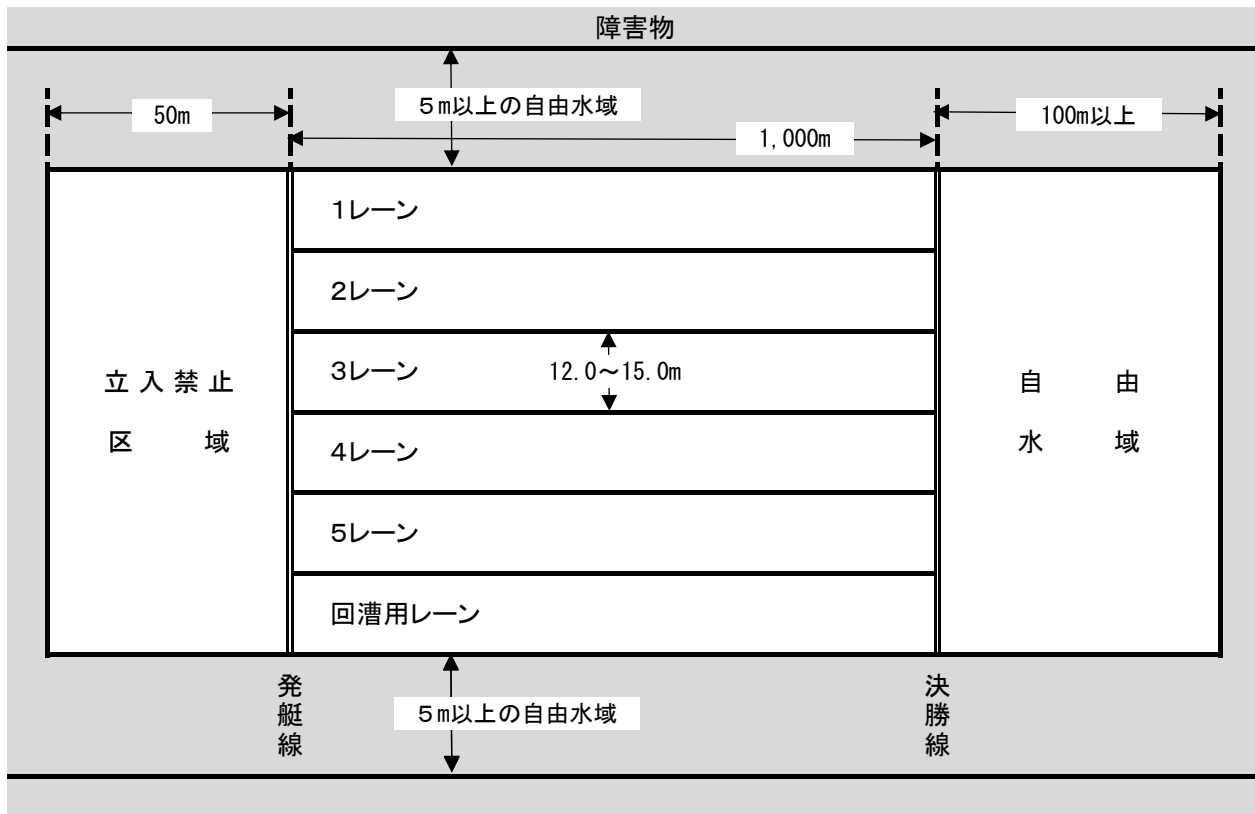 障害物
5m以上の自由水域
50m
100m以上
1,000m
1レーン
2レーン
3レーン
12.0～15.0m
立入禁止
区域
自由
水域
4レーン
5レーン
回漕用レーン
発艇線
5m以上の自由水域
決勝線